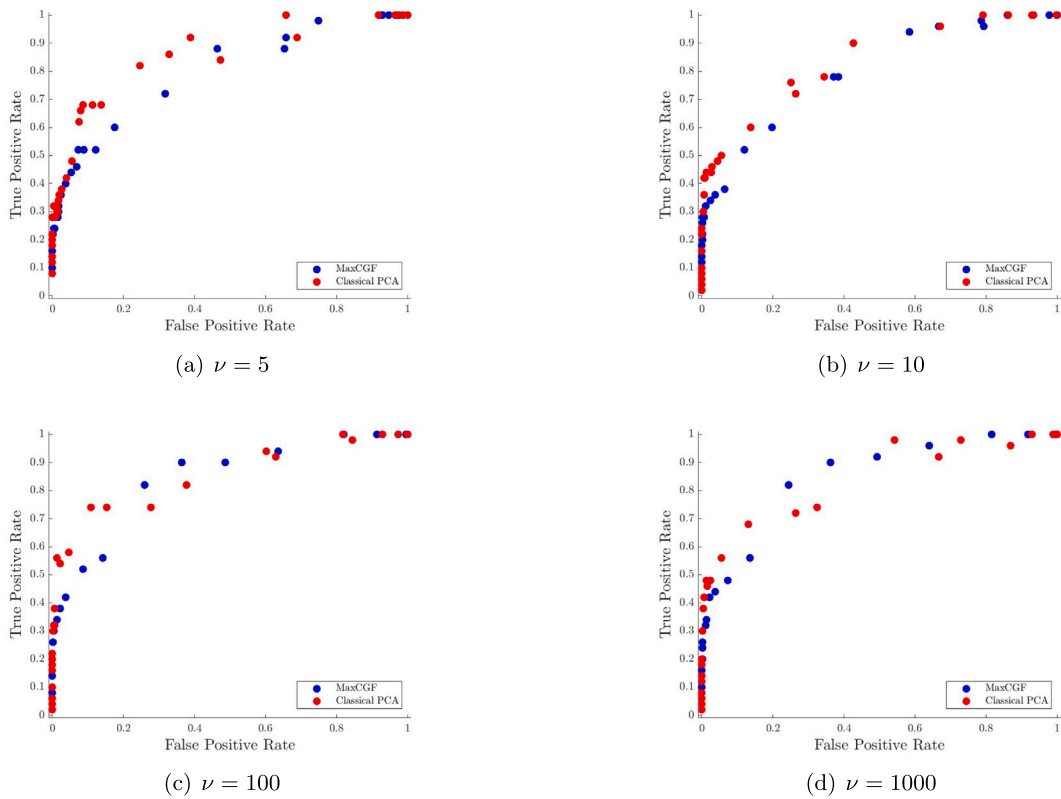 1
0.9
0.8
0.7
0.6
0.5
0.4
0.3
0.2
0.1
0
True Positive Rate
MaxCGF
Classical PCA
0 0.2 0.4 0.6 0.8 1
False Positive Rate
(a) ν = 5
1
0.9
0.8
0.7
0.6
0.5
0.4
0.3
0.2
0.1
0
True Positive Rate
MaxCGF
Classical PCA
0 0.2 0.4 0.6 0.8 1
False Positive Rate
(b) ν = 10
1
0.9
0.8
0.7
0.6
0.5
0.4
0.3
0.2
0.1
0
True Positive Rate
MaxCGF
Classical PCA
0 0.2 0.4 0.6 0.8 1
False Positive Rate
(c) ν = 100
1
0.9
0.8
0.7
0.6
0.5
0.4
0.3
0.2
0.1
0
True Positive Rate
MaxCGF
Classical PCA
0 0.2 0.4 0.6 0.8 1
False Positive Rate
(d) ν = 1000